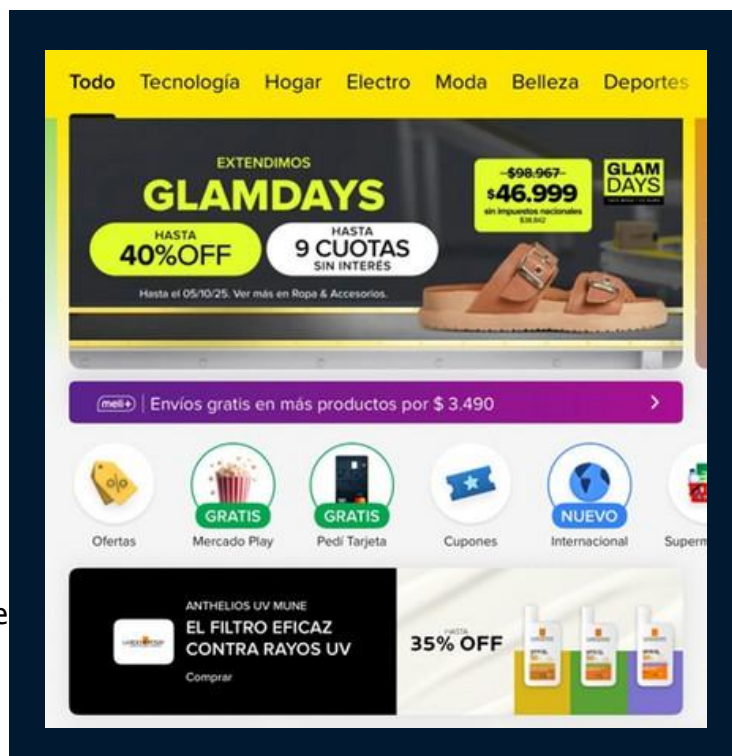 Todo Tecnología Hogar Electro Moda Belleza Deportes
EXTENDIMOS
GLAMDAYS
HASTA
40%OFF
HASTA
9 CUOTAS
SIN INTERÉS
Hasta el 05/10/25. Ver más en Ropa & Accesorios.
$98.967
$46.999
sin impuestos nacionales
GLAM
DAYS
meli+ | Envíos gratis en más productos por $ 3.490
GRATIS
GRATIS
NUEVO
Ofertas Mercado Play Pedí Tarjeta Cupones Internacional Superm
ANTHELIOS UV MUNE
EL FILTRO EFICAZ
CONTRA RAYOS UV
Comprar
HASTA
35% OFF
e